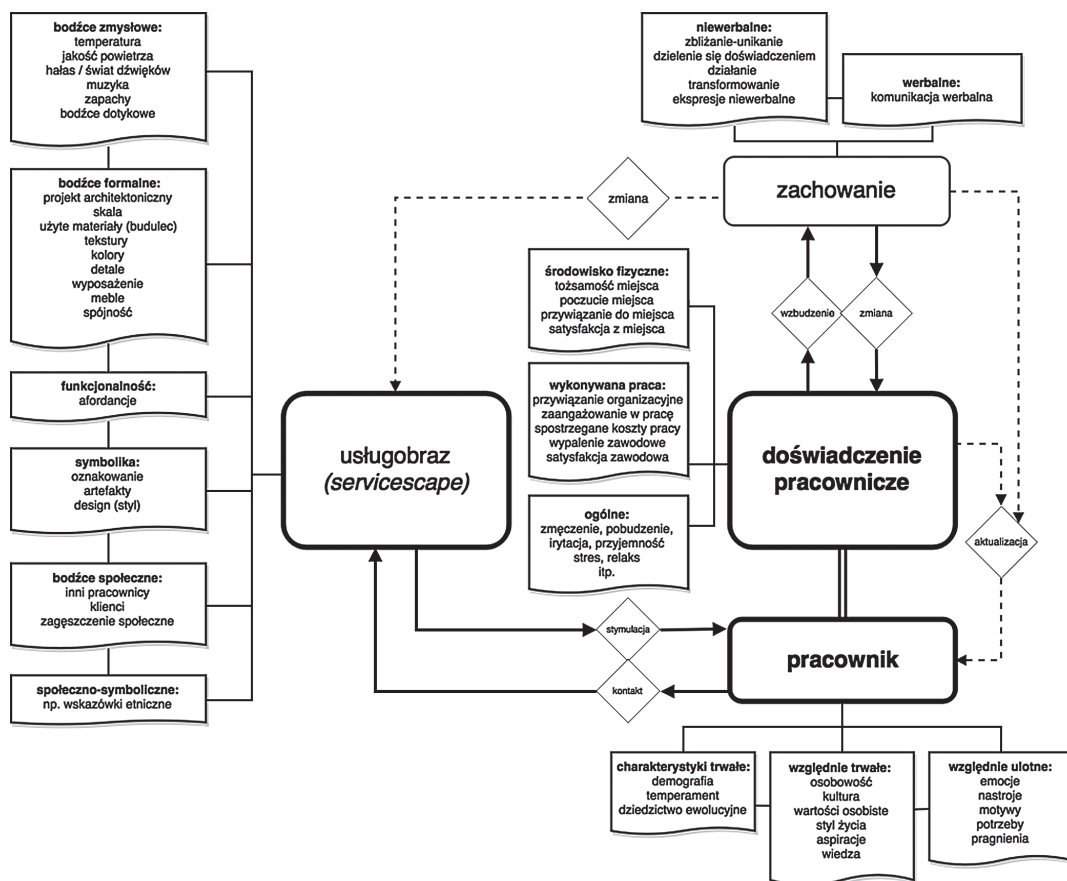 bodźce zmysłowe:
temperatura
jakość powietrza
hałas / świat dźwięków
muzyka
zapachy
bodźce dotykowe
bodźce formalne:
projekt architektoniczny
skala
użyte materiały (budulec)
tekstury
kolory
detale
wyposażenie
meble
spójność
funkcjonalność:
afordancje
symbolika:
oznakowanie
artefakty
design (styl)
bodźce społeczne:
inni pracownicy
klienci
zagęszczenie społeczne
społeczno-symboliczne:
np. wskazówki etniczne
usługobraz
(servicescape)
niewerbalne:
zbliżanie-unikanie
dzielenie się doświadczeniem
działanie
transformowanie
ekspresje niewerbalne
werbalne:
komunikacja werbalna
zachowanie
zmiana
wzbudzenie
zmiana
środowisko fizyczne:
tożsamość miejsca
poczucie miejsca
przywiązanie do miejsca
satysfakcja z miejsca
wykonywana praca:
przywiązanie organizacyjne
zaangażowanie w pracę
spostrzegane koszty pracy
wypalenie zawodowe
satysfakcja zawodowa
ogólne:
zmęczenie, pobudzenie,
irytacja, przyjemność
stres, relaks
itp.
doświadczenie
pracownicze
aktualizacja
stymulacja
kontakt
pracownik
charakterystyki trwałe:
demografia
temperament
dziedzictwo ewolucyjne
względnie trwałe:
osobowość
kultura
wartości osobiste
styl życia
aspiracje
wiedza
względnie ulotne:
emocje
nastroje
motywy
potrzeby
pragnienia